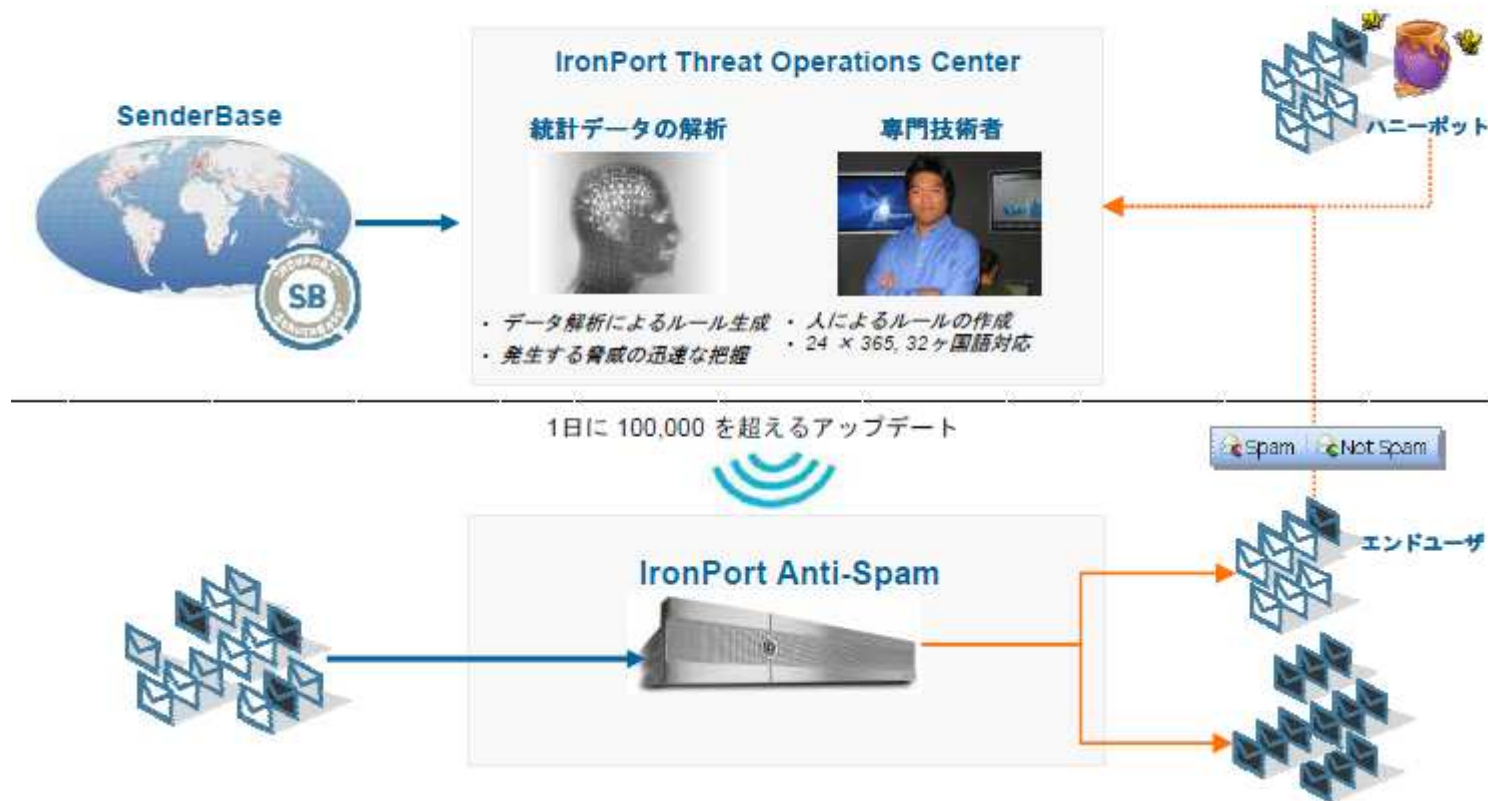 IronPort Threat Operations Center
SenderBase
統計データの解析
専門技術者
ハニーポット
IRONPORT
SB
SENDERBASE
・ データ解析によるルール生成
・ 発生する脅威の迅速な把握
・ 人によるルールの作成
・ 24 × 365, 32ヶ国語対応
1日に 100,000 を超えるアップデート
Spam
Not Spam
エンドユーザ
IronPort Anti-Spam